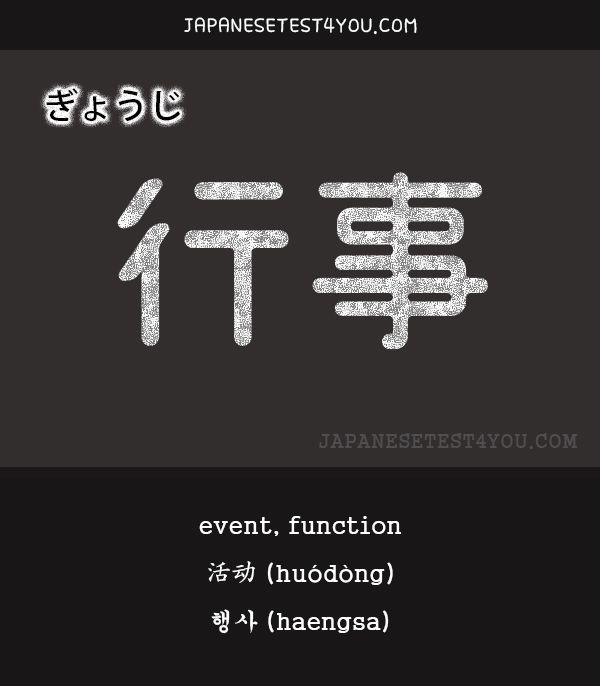 JAPANESETEST4YOU.COM
ぎょうじ
行事
JAPANESETEST4YOU.COM
event, function
活动 (huódòng)
행사 (haengsa)